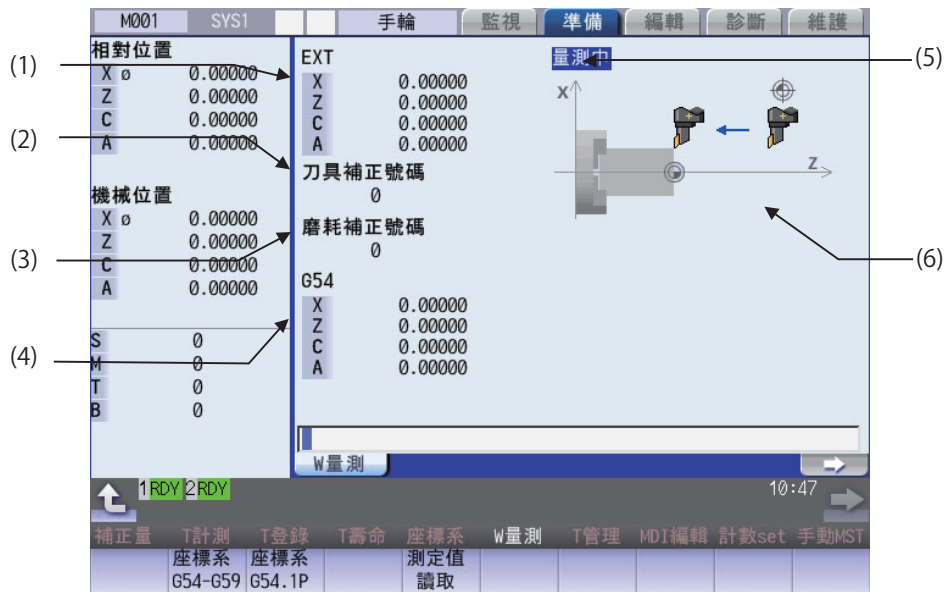 M001 SYS1 手輪 監視 準備 編輯 診斷 維護
(1)
(2)
(3)
(4)
(5)
(6)
相對位置
X ø 0.00000
Z 0.00000
C 0.00000
A 0.00000
機械位置
X ø 0.00000
Z 0.00000
C 0.00000
A 0.00000
S 0
M 0
T 0
B 0
EXT
X 0.00000
Z 0.00000
C 0.00000
A 0.00000
刀具補正號碼
0
磨耗補正號碼
0
G54
X 0.00000
Z 0.00000
C 0.00000
A 0.00000
量測中
X
Z
W量測
1 RDY 2 RDY 10:47
補正量 T計測 T登錄 T壽命 座標系 W量測 T管理 MDI編輯 計數set 手動MST
座標系 座標系 測定值
G54-G59 G54.1P 讀取